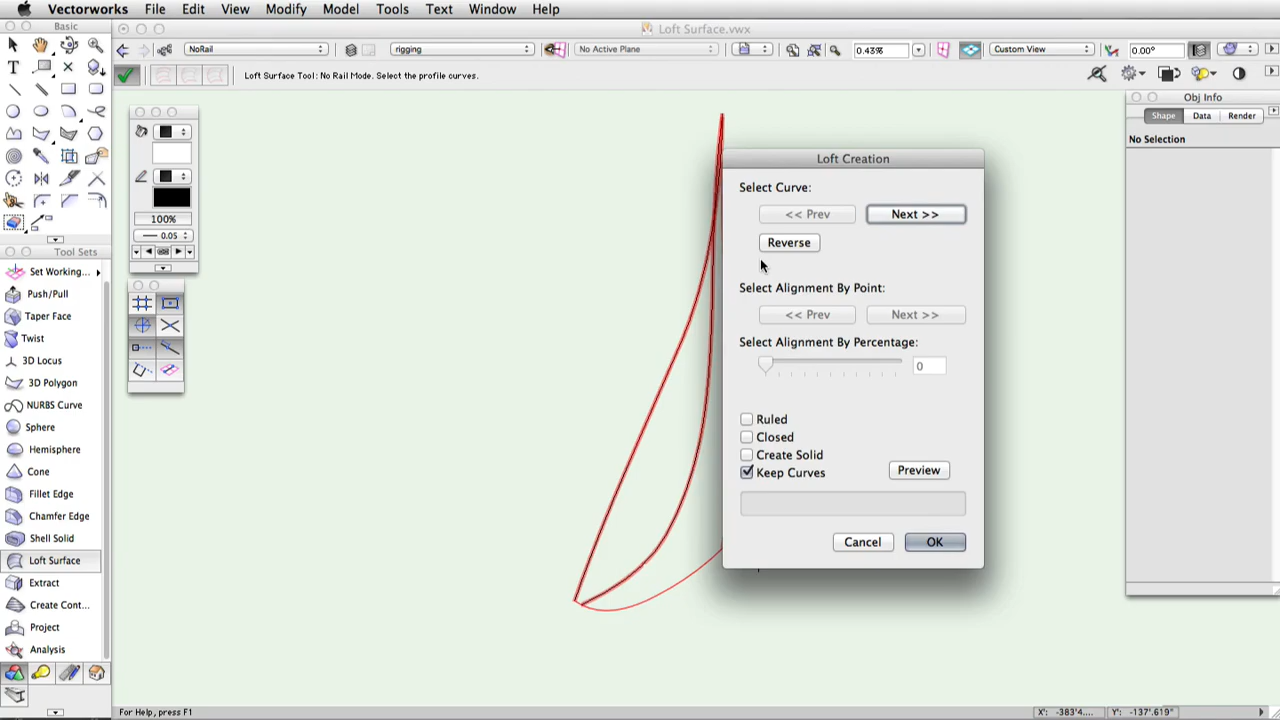 Vectorworks File Edit View Modify Model Tools Text Window Help
Basic
Loft Surface.vwx
NoRail
rigging
No Active Plane
0.43%
Custom View
0.00°
Loft Surface Tool: No Rail Mode. Select the profile curves.
Obj Info
Shape Data Render
No Selection
100%
0.05
Tool Sets
Set Working...
Push/Pull
Taper Face
Twist
3D Locus
3D Polygon
NURBS Curve
Sphere
Hemisphere
Cone
Fillet Edge
Chamfer Edge
Shell Solid
Loft Surface
Extract
Create Cont...
Project
Analysis
Loft Creation
Select Curve:
<< Prev Next >>
Reverse
Select Alignment By Point:
<< Prev Next >>
Select Alignment By Percentage:
0
Ruled
Closed
Create Solid
Keep Curves
Preview
Cancel OK
For Help, press F1
X: -383'4... Y: -137'.619"